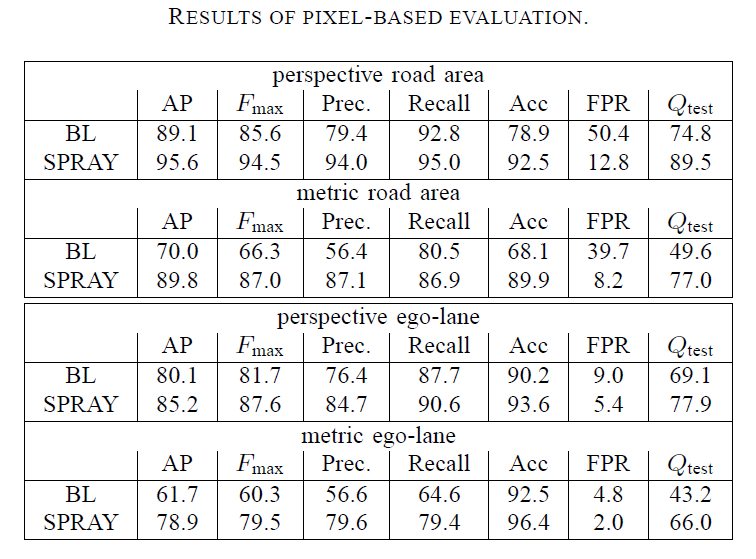 RESULTS OF PIXEL-BASED EVALUATION.
perspective road area
AP Fmax Prec. Recall Acc FPR Qtest
BL 89.1 85.6 79.4 92.8 78.9 50.4 74.8
SPRAY 95.6 94.5 94.0 95.0 92.5 12.8 89.5
metric road area
AP Fmax Prec. Recall Acc FPR Qtest
BL 70.0 66.3 56.4 80.5 68.1 39.7 49.6
SPRAY 89.8 87.0 87.1 86.9 89.9 8.2 77.0
perspective ego-lane
AP Fmax Prec. Recall Acc FPR Qtest
BL 80.1 81.7 76.4 87.7 90.2 9.0 69.1
SPRAY 85.2 87.6 84.7 90.6 93.6 5.4 77.9
metric ego-lane
AP Fmax Prec. Recall Acc FPR Qtest
BL 61.7 60.3 56.6 64.6 92.5 4.8 43.2
SPRAY 78.9 79.5 79.6 79.4 96.4 2.0 66.0